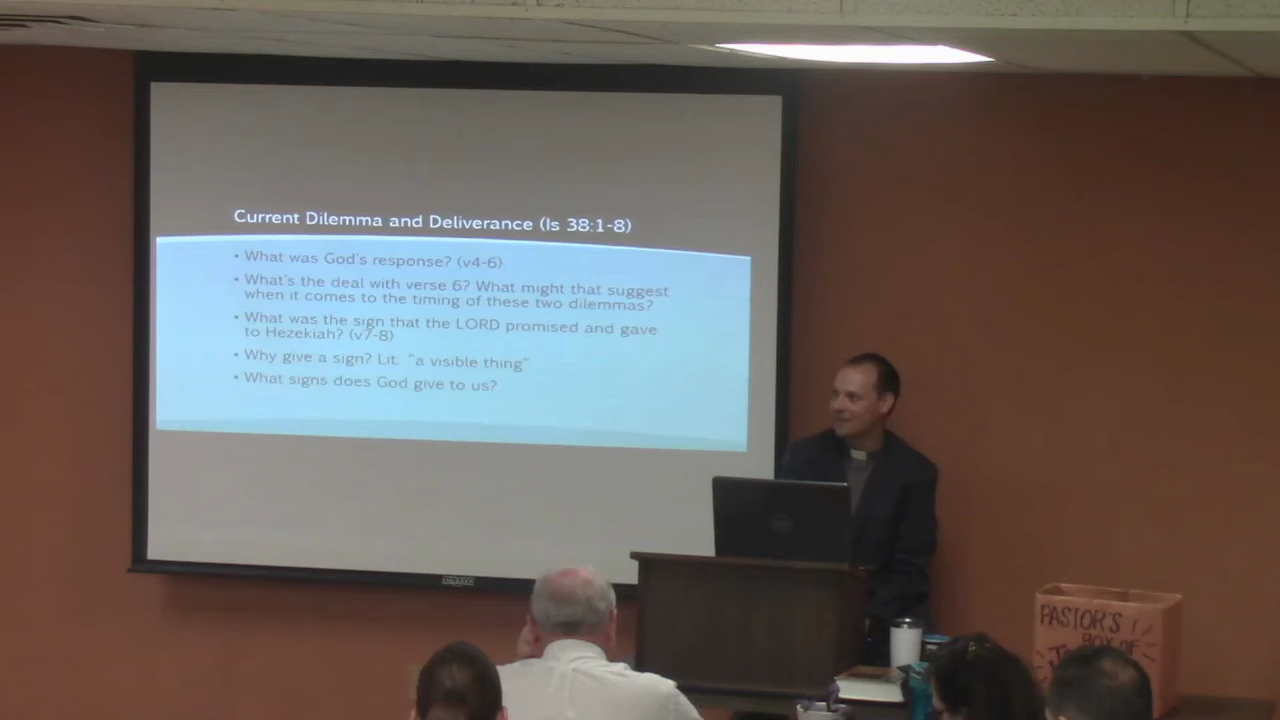 Current Dilemma and Deliverance (Is 38:1-8)
• What was God's response? (v4-6)
• What's the deal with verse 6? What might that suggest
when it comes to the timing of these two dilemmas?
• What was the sign that the LORD promised and gave
to Hezekiah? (v7-8)
• Why give a sign? Lit. "a visible thing"
• What signs does God give to us?
PASTOR'S
BOX OF